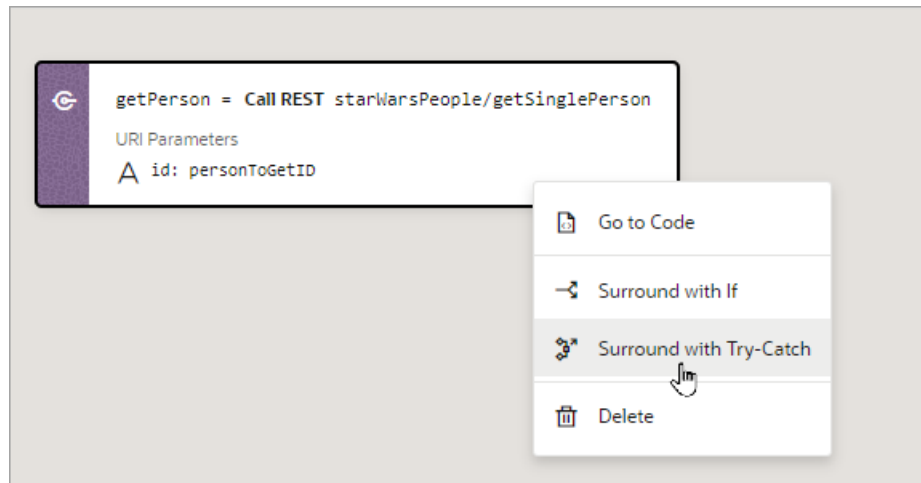 getPerson = Call REST starWarsPeople/getSinglePerson
URI Parameters
A id: personToGetID
Go to Code
Surround with If
Surround with Try-Catch
Delete